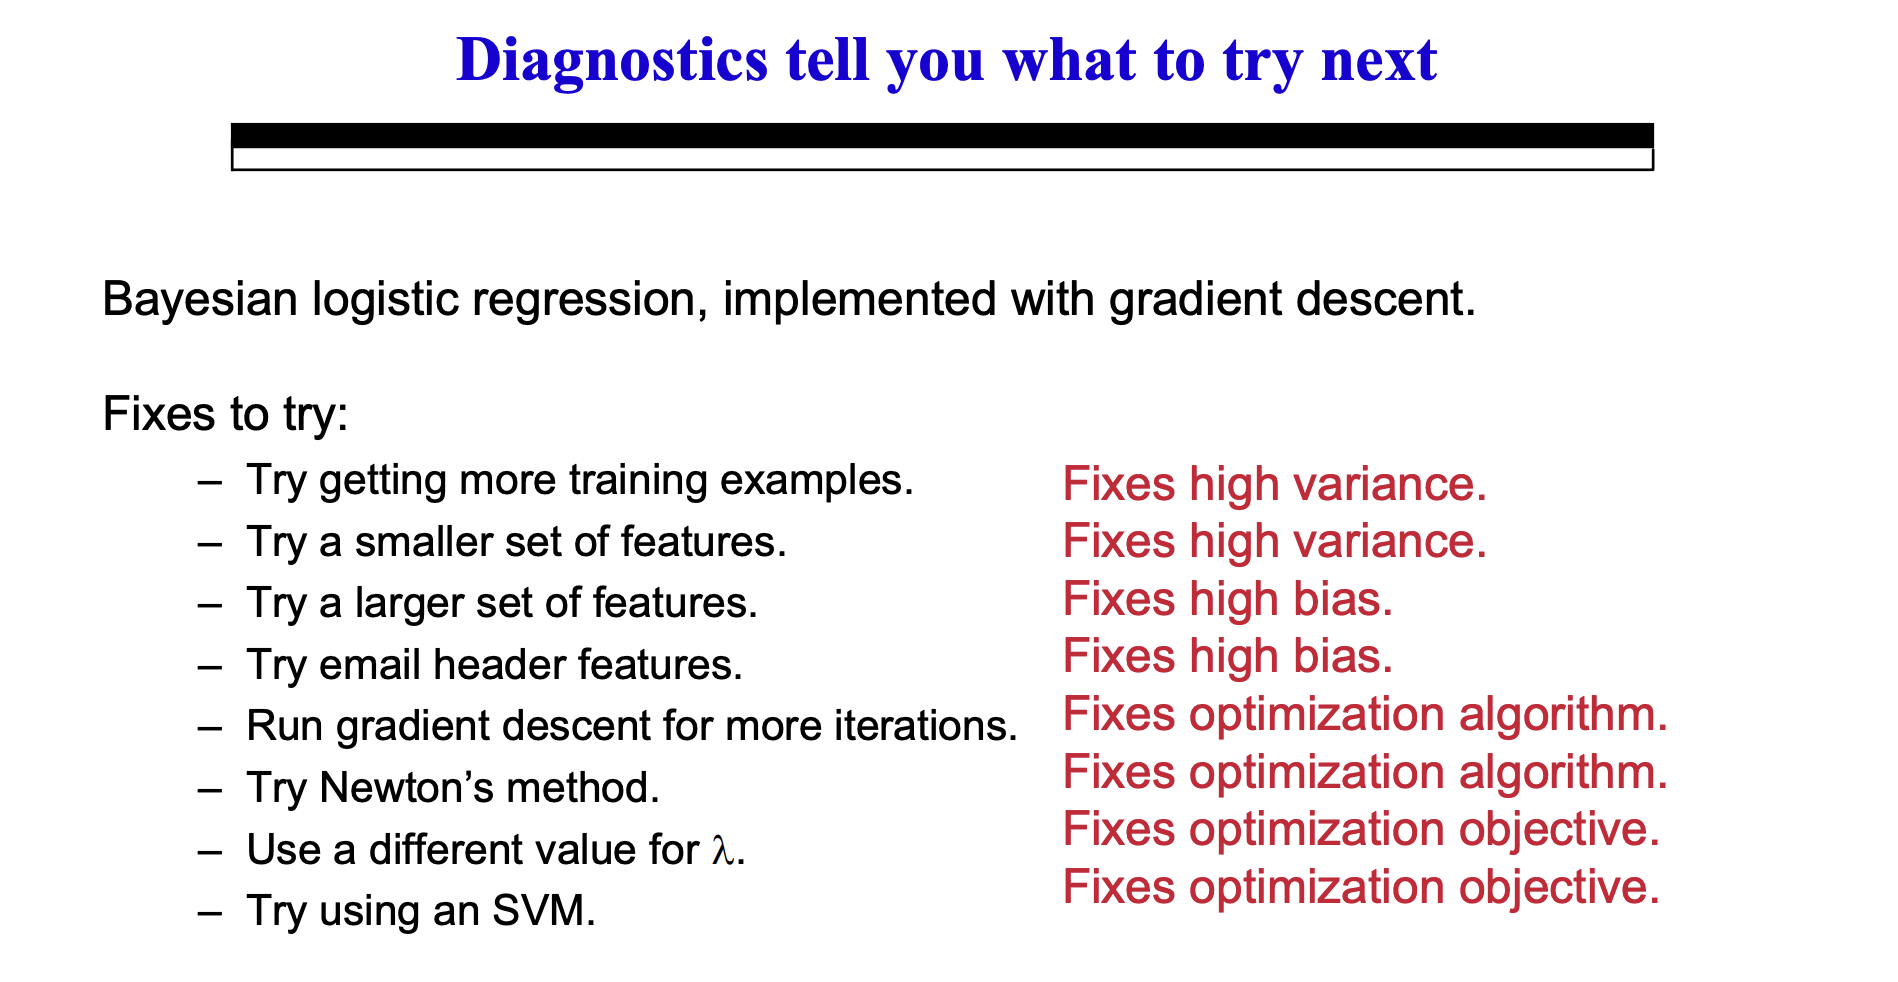 Diagnostics tell you what to try next
Bayesian logistic regression, implemented with gradient descent.
Fixes to try:
– Try getting more training examples. Fixes high variance.
– Try a smaller set of features. Fixes high variance.
– Try a larger set of features. Fixes high bias.
– Try email header features. Fixes high bias.
– Run gradient descent for more iterations. Fixes optimization algorithm.
– Try Newton’s method. Fixes optimization algorithm.
– Use a different value for λ. Fixes optimization objective.
– Try using an SVM. Fixes optimization objective.